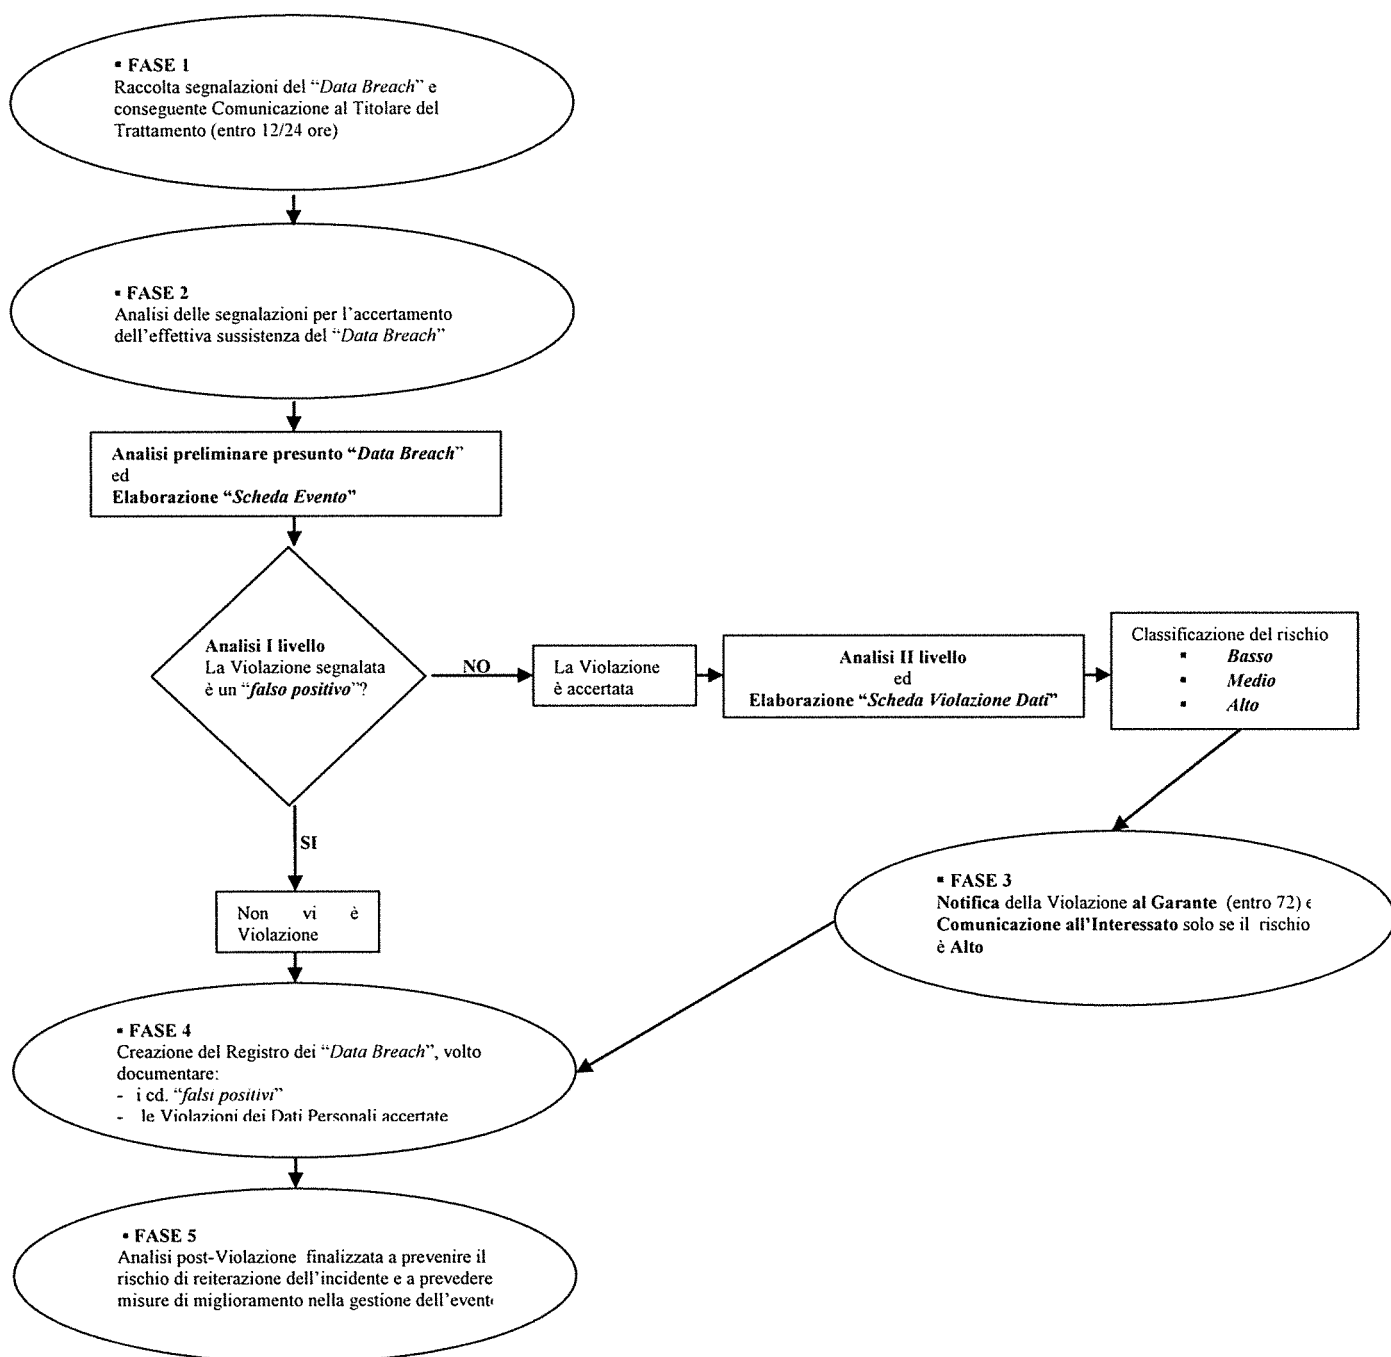 ▪ FASE 1
Raccolta segnalazioni del “Data Breach” e
conseguente Comunicazione al Titolare del
Trattamento (entro 12/24 ore)
▪ FASE 2
Analisi delle segnalazioni per l’accertamento
dell’effettiva sussistenza del “Data Breach”
Analisi preliminare presunto “Data Breach”
ed
Elaborazione “Scheda Evento”
Analisi I livello
La Violazione segnalata
è un “falso positivo”?
NO
La Violazione
è accertata
Analisi II livello
ed
Elaborazione “Scheda Violazione Dati”
Classificazione del rischio
▪ Basso
▪ Medio
▪ Alto
SI
Non vi è
Violazione
▪ FASE 3
Notifica della Violazione al Garante (entro 72) e
Comunicazione all’Interessato solo se il rischio
è Alto
▪ FASE 4
Creazione del Registro dei “Data Breach”, volto
documentare:
- i cd. “falsi positivi”
- le Violazioni dei Dati Personali accertate
▪ FASE 5
Analisi post-Violazione finalizzata a prevenire il
rischio di reiterazione dell’incidente e a prevedere
misure di miglioramento nella gestione dell’evento